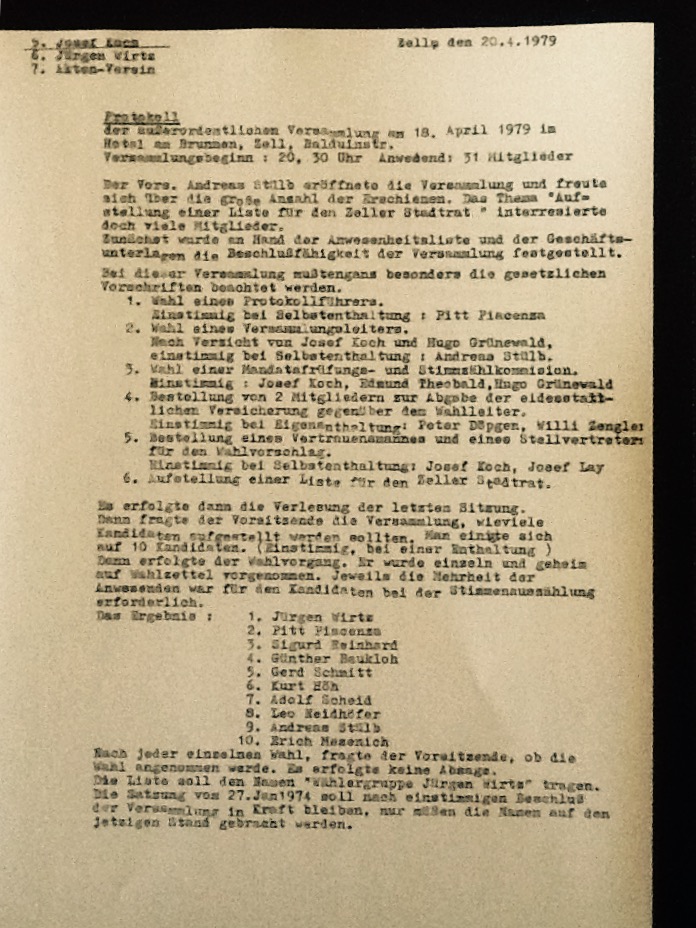 5. Josef Koch
6. Jürgen Wirtz
7. Akten-Verein
Zell, den 20.4.1979
Protokoll
der außerordentlichen Versammlung am 18. April 1979 im
Hotel am Brunnen, Zell, Balduinstr.
Versammlungsbeginn : 20, 30 Uhr Anwedend: 31 Mitglieder
Der Vors. Andreas Stülb eröffnete die Versammlung und freute
sich über die große Anzahl der Erschienen. Das Thema "Auf=
stellung einer Liste für den Zeller Stadtrat " interresierte
doch viele Mitglieder.
Zunächst wurde an Hand der Anwesenheitsliste und der Geschäfts-
unterlagen die Beschlußfähigkeit der Versammlung festgestellt.
Bei dieser Versammlung mußtengans besonders die gesetzlichen
Vorschriften beachtet werden.
1. Wahl eines Protokollführers.
Einstimmig bei Selbstenthaltung : Pitt Piacenza
2. Wahl eines Versammlungsleiters.
Nach Verzicht von Josef Koch und Hugo Grünewald,
einstimmig bei Selbstenthaltung : Andreas Stülb.
3. Wahl einer Mandatsfrüfungs- und Stimmzählkommision.
Einstimmig : Josef Koch, Edmund Theobald,Hugo Grünewald
4. Bestellung von 2 Mitgliedern zur Abgabe der eidesstatt-
lichen Versicherung gegenüber dem Wahlleiter.
Einstimmig bei Eigenenthaltung: Peter Döpgen, Willi Zengler
5. Bestellung eines Vertrauensmannes und eines Stellvertreters
für den Wahlvorschlag.
Einstimmig bei Selbstenthaltung: Josef Koch, Josef Lay
6. Aufstellung einer Liste für den Zeller Stadtrat.
Es erfolgte dann die Verlesung der letzten Sitzung.
Dann fragte der Vorsitzende die Versammlung, wieviele
Kandidaten aufgestellt werden sollten. Man einigte sich
auf 10 Kandidaten. (Einstimmig, bei einer Enthaltung )
Dann erfolgte der Wahlvorgang. Er wurde einzeln und geheim
auf Wahlzettel vorgenommen. Jeweils die Mehrheit der
Anwesenden war für den Kandidaten bei der Stimmenauszählung
erforderlich.
Das Ergebnis : 1. Jürgen Wirtz
2. Pitt Piacenza
3. Sigurd Reinhard
4. Günther Baukloh
5. Gerd Schmitt
6. Kurt Höh
7. Adolf Scheid
8. Leo Neidhöfer
9. Andreas Stülb
10. Erich Mesenich
Nach jeder einzelnen Wahl, fragte der Vorsitzende, ob die
Wahl angenommen werde. Es erfolgte keine Absage.
Die Liste soll den Namen "Wählergruppe Jürgen Wirtz" tragen.
Die Satzung vom 27.Jan1974 soll nach einstimmigen Beschluß
der Versammlung in Kraft bleiben, nur müßen die Namen auf den
jetzigen Stand gebracht werden.